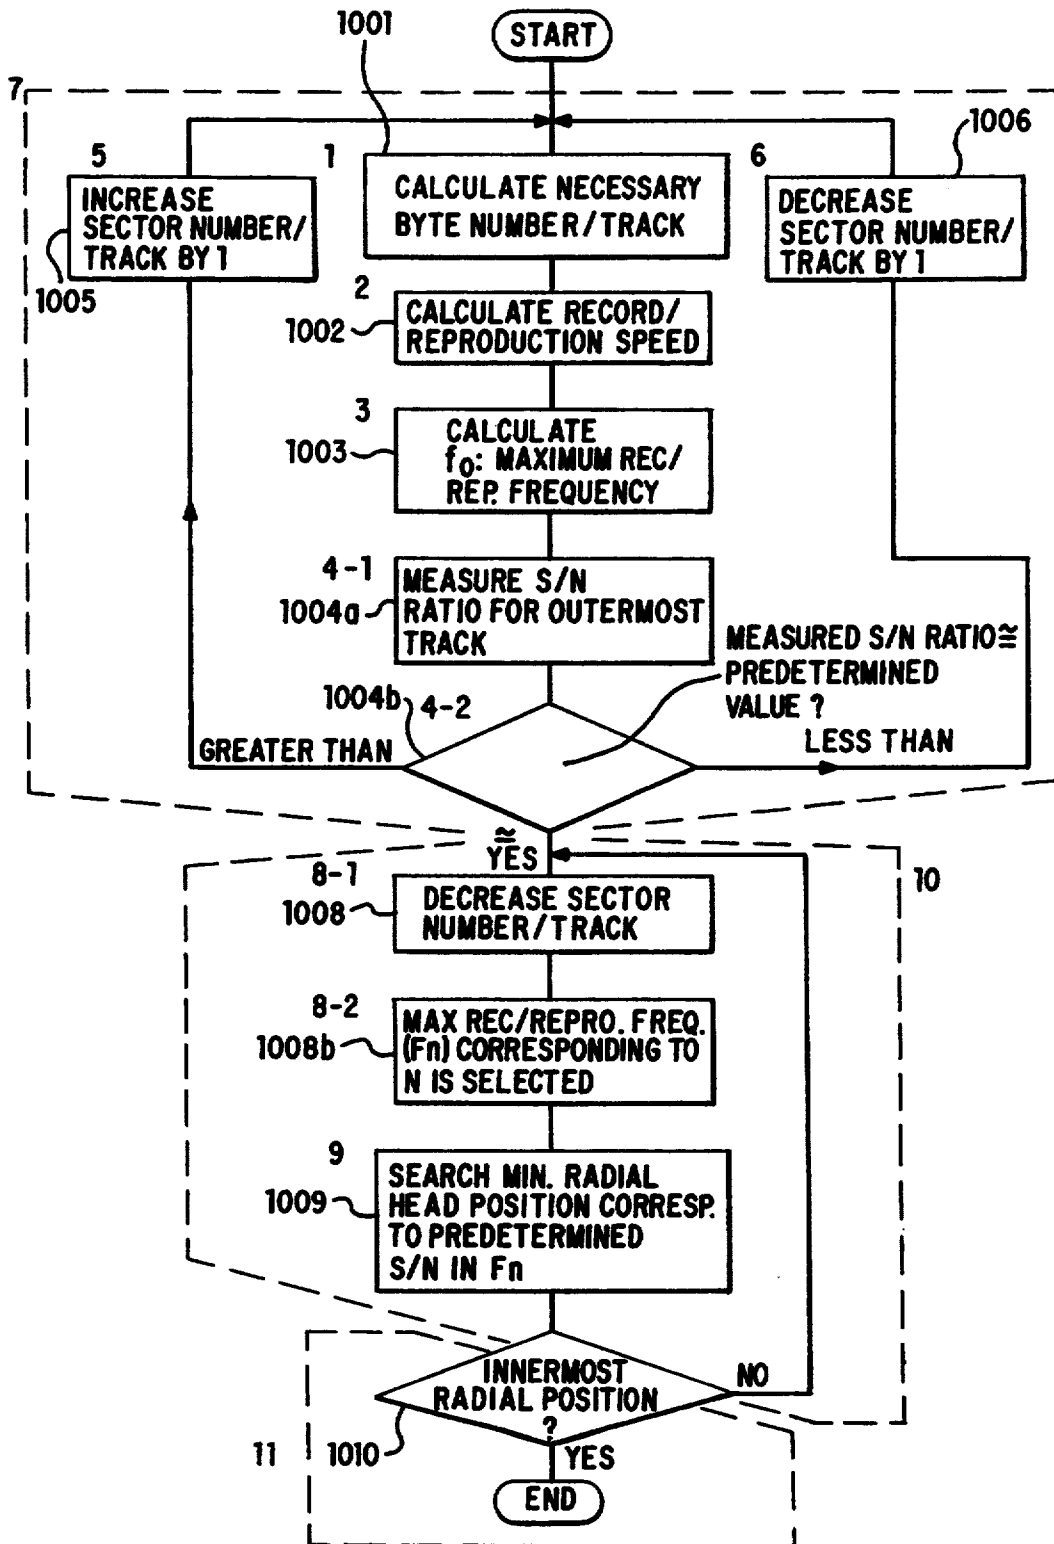 START
1001
7
1006
5
1
6
INCREASE
SECTOR NUMBER/
TRACK BY 1
1005
CALCULATE NECESSARY
BYTE NUMBER/TRACK
DECREASE
SECTOR NUMBER/
TRACK BY 1
2
1002
CALCULATE RECORD/
REPRODUCTION SPEED
3
1003
CALCULATE
fo: MAXIMUM REC/
REP. FREQUENCY
4-1
1004a
MEASURE S/N
RATIO FOR OUTERMOST
TRACK
MEASURED S/N RATIO≅
PREDETERMINED
VALUE ?
1004b
4-2
GREATER THAN
LESS THAN
≅
YES
10
8-1
1008
DECREASE SECTOR
NUMBER/TRACK
8-2
1008b
MAX REC/REPRO. FREQ.
(Fn) CORRESPONDING TO
N IS SELECTED
9
1009
SEARCH MIN. RADIAL
HEAD POSITION CORRESP.
TO PREDETERMINED
S/N IN Fn
INNERMOST
RADIAL POSITION
?
NO
11
1010
YES
END